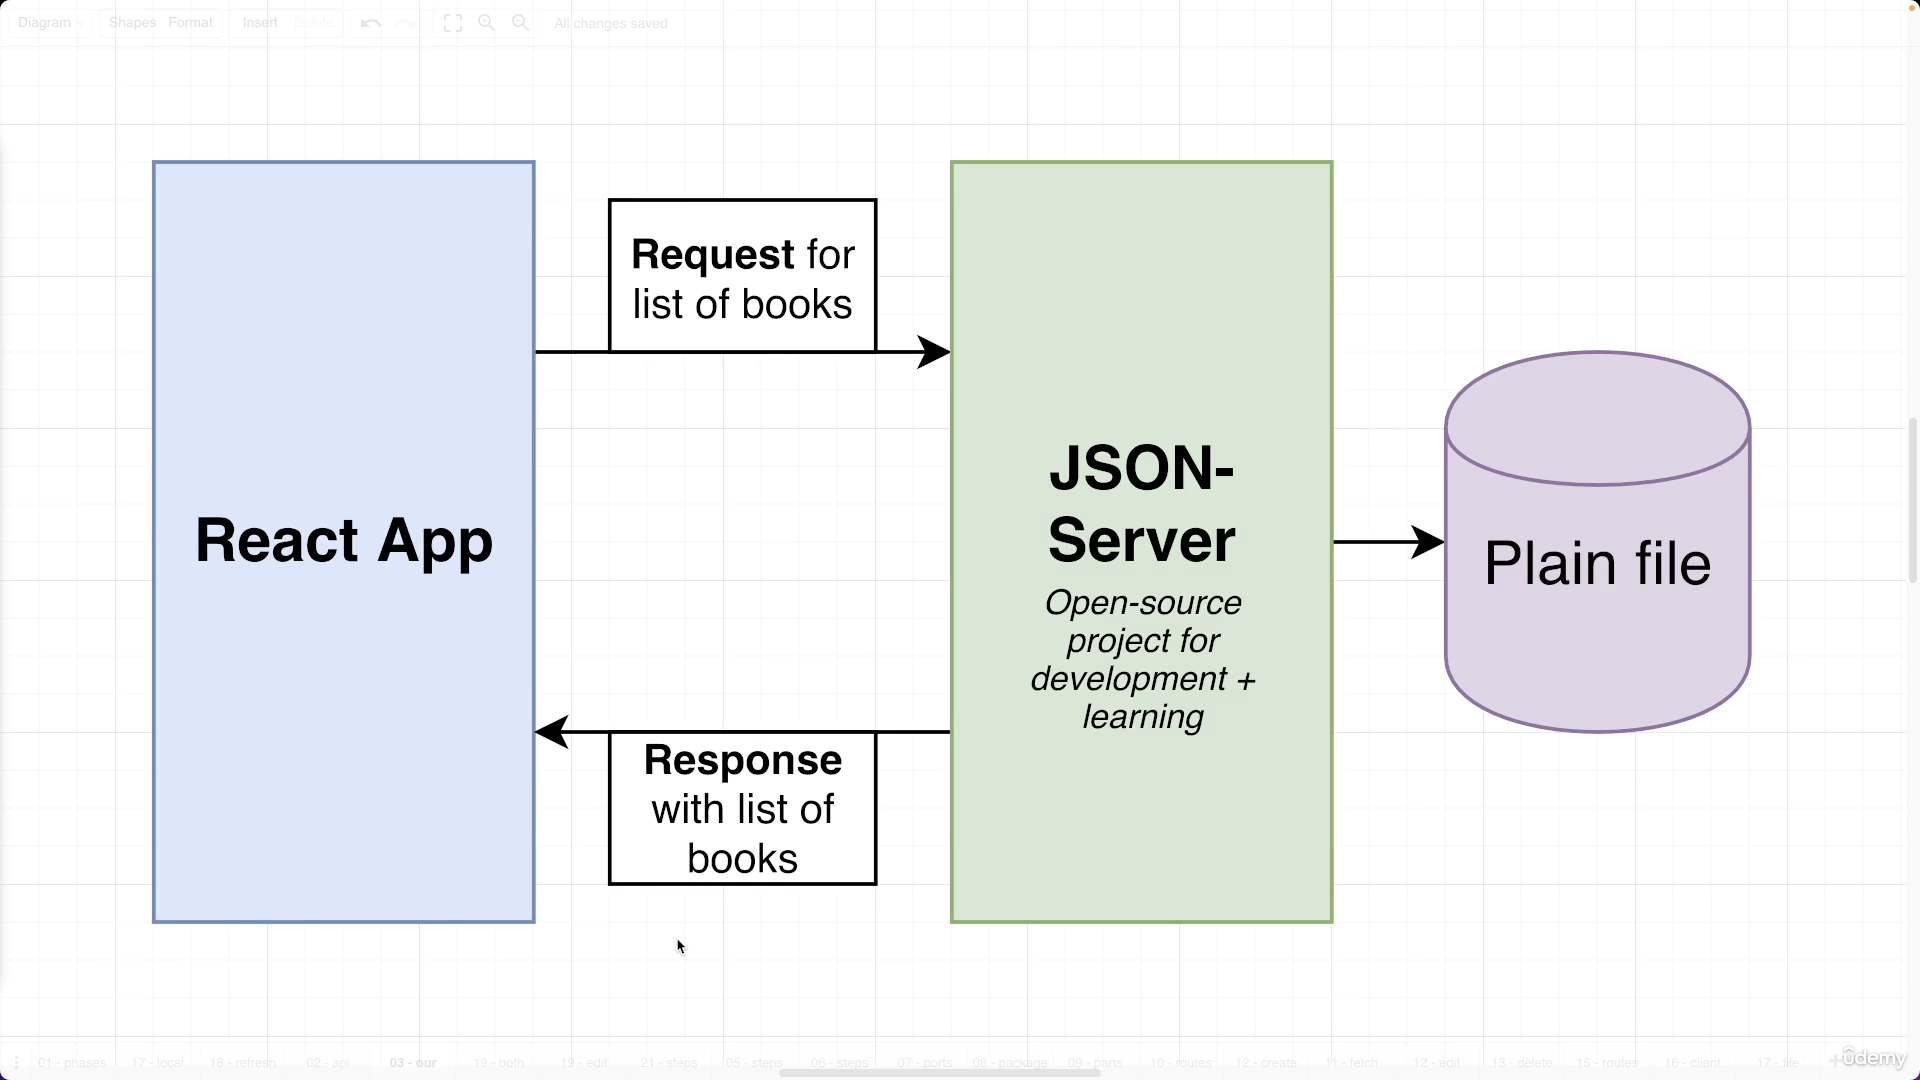 Diagram
Shapes
Format
Insert
Delete
All changes saved
Request for
list of books
React App
JSON-
Server
Open-source
project for
development +
learning
Plain file
Response
with list of
books
01 - phases
17 - local
18 - refresh
02 - api
03 - our
19 - both
19 - edit
21 - steps
05 - steps
06 - steps
07 - ports
08 - package
09 - parts
10 - routes
12 - create
11 - fetch
12 - edit
13 - delete
15 - routes
16 - client
17 - file
ûdemy